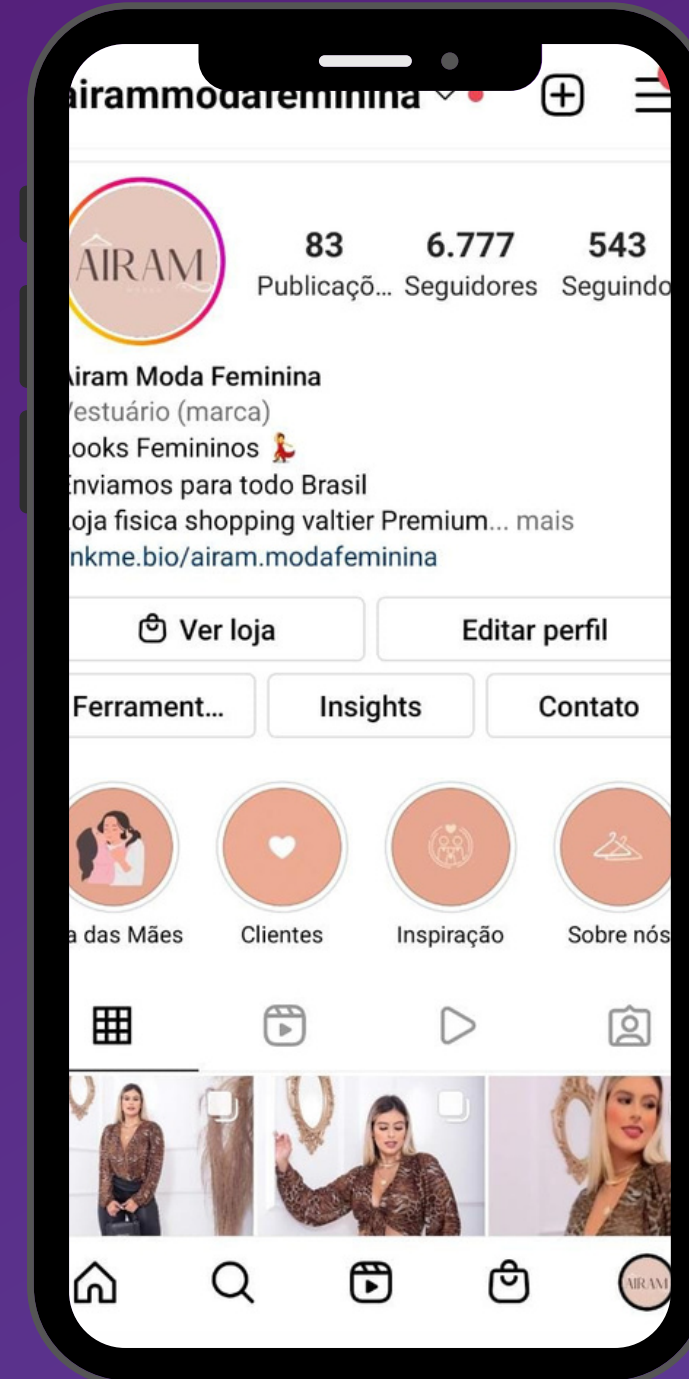 airammodafeminina
ÂIRAM
83 6.777 543
Publicaçõ... Seguidores Seguindo
Airam Moda Feminina
Vestuário (marca)
Looks Femininos 💃
Enviamos para todo Brasil
Loja fisica shopping valtier Premium... mais
nkme.bio/airam.modafeminina
Ver loja Editar perfil
Ferrament... Insights Contato
a das Mães Clientes Inspiração Sobre nós
AIRAM